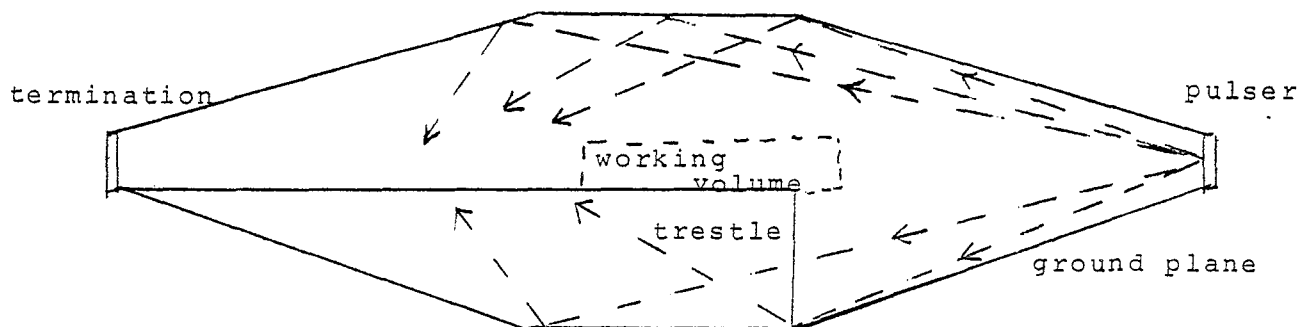 termination
pulser
working
volume
trestle
ground plane